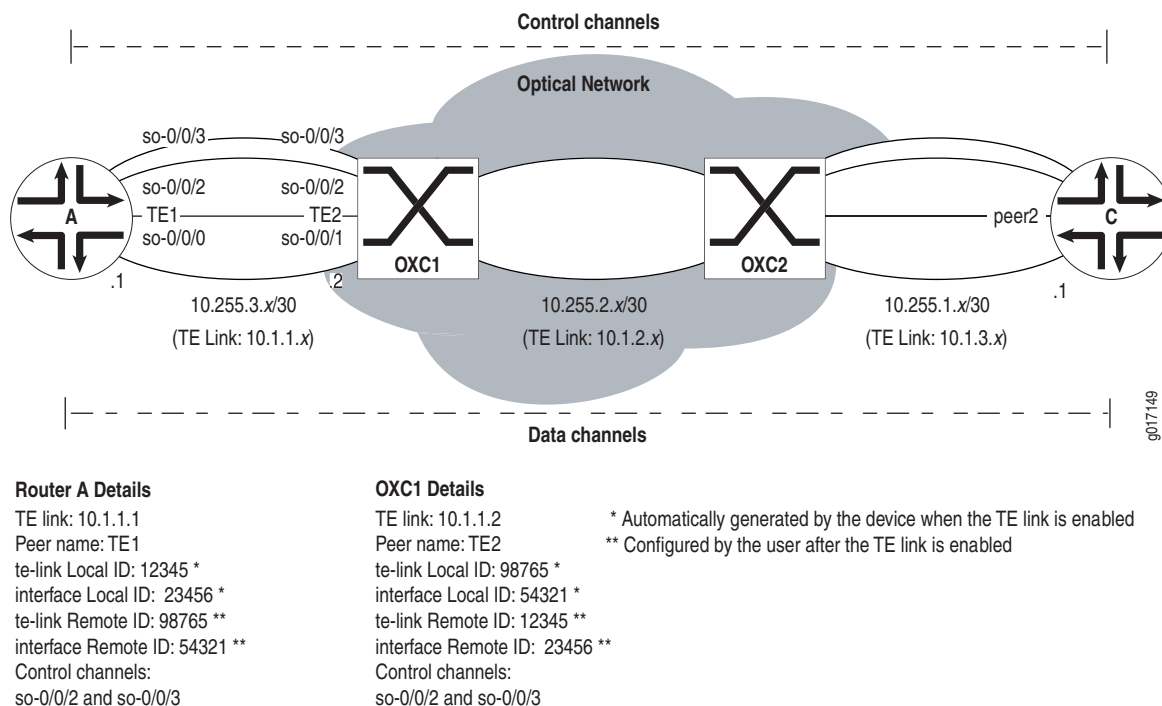 Control channels
Optical Network
so-0/0/3 so-0/0/3
so-0/0/2 so-0/0/2
A TE1 TE2 peer2 C
so-0/0/0 so-0/0/1
OXC1 OXC2
.1 .2 .1
10.255.3.x/30 10.255.2.x/30 10.255.1.x/30
(TE Link: 10.1.1.x) (TE Link: 10.1.2.x) (TE Link: 10.1.3.x)
g017149
Data channels
Router A Details
TE link: 10.1.1.1
Peer name: TE1
te-link Local ID: 12345 *
interface Local ID: 23456 *
te-link Remote ID: 98765 **
interface Remote ID: 54321 **
Control channels:
so-0/0/2 and so-0/0/3
OXC1 Details
TE link: 10.1.1.2
Peer name: TE2
te-link Local ID: 98765 *
interface Local ID: 54321 *
te-link Remote ID: 12345 **
interface Remote ID: 23456 **
Control channels:
so-0/0/2 and so-0/0/3
* Automatically generated by the device when the TE link is enabled
** Configured by the user after the TE link is enabled